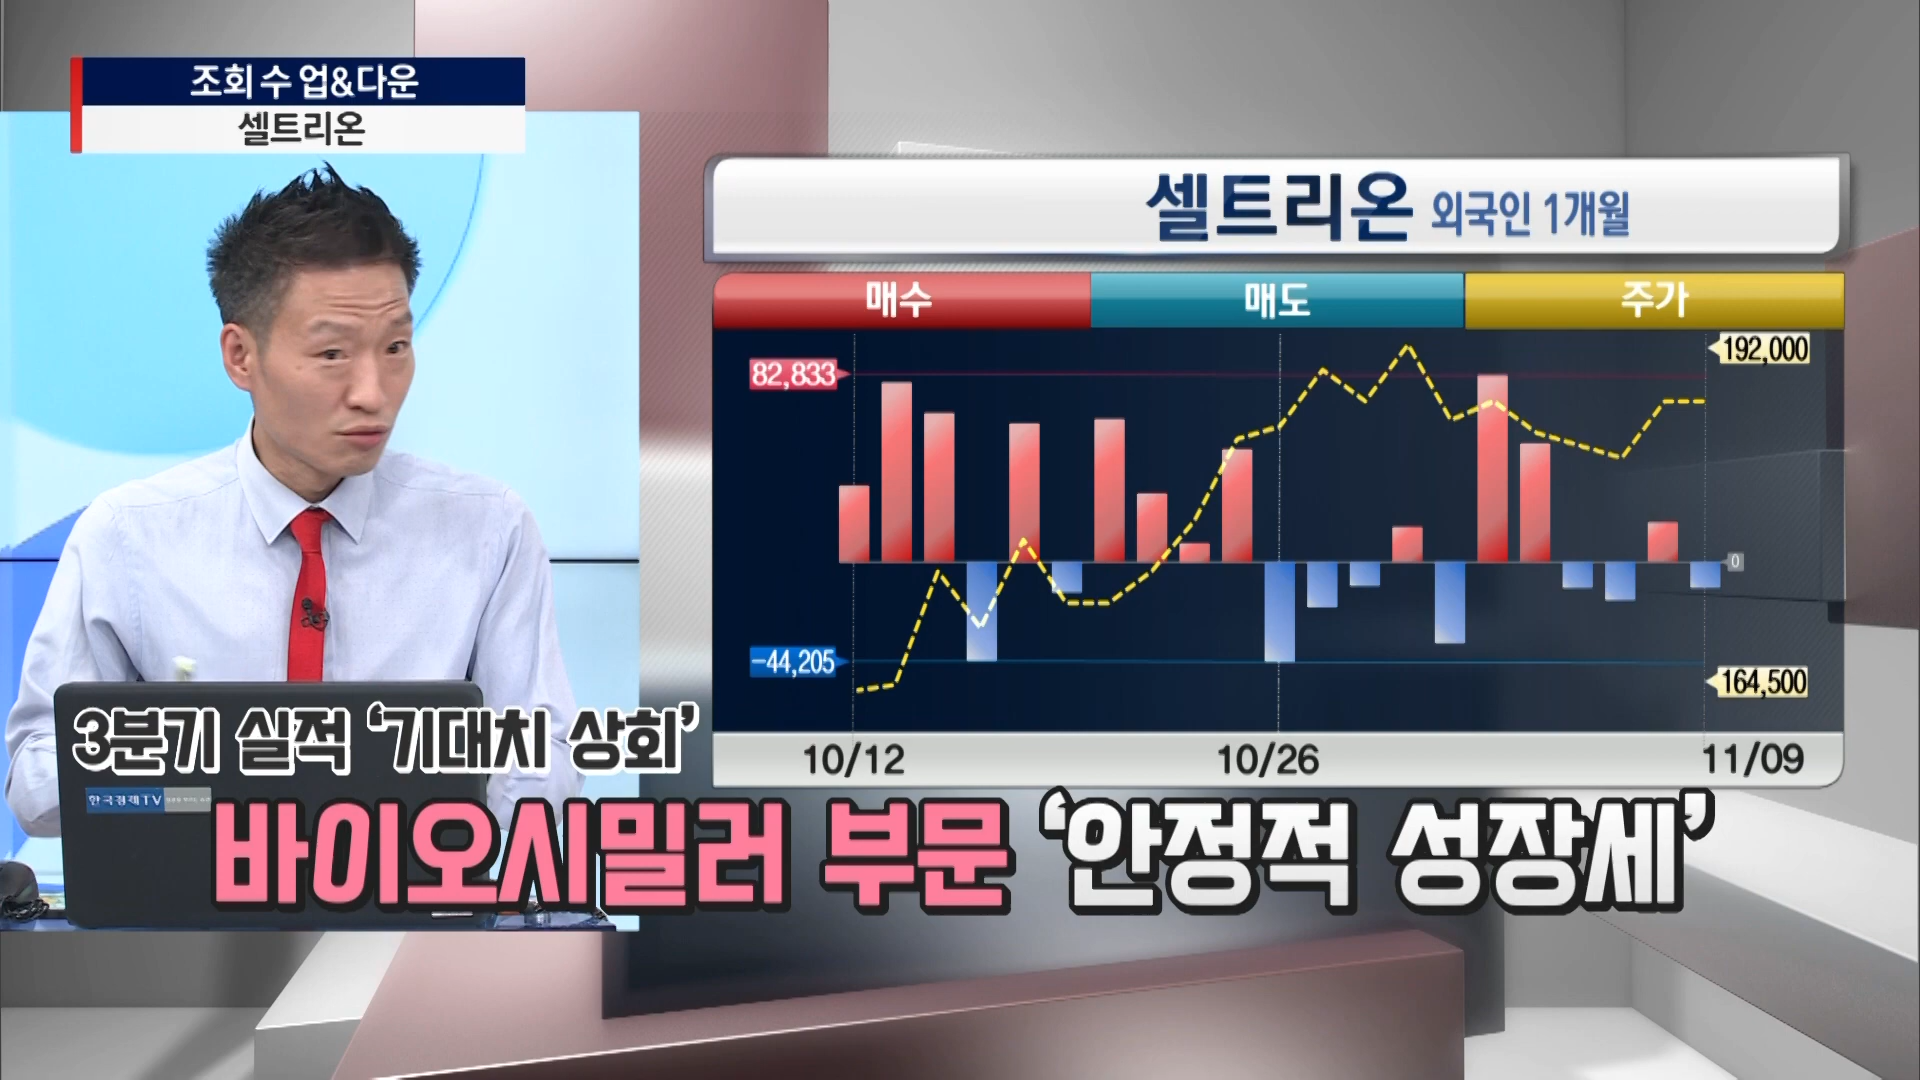 조회 수 업&다운
셀트리온
셀트리온 외국인 1개월
매수 매도 주가
192,000
82,833
0
-44,205
164,500
10/12 10/26 11/09
3분기 실적 ‘기대치 상회’
한국경제TV
바이오시밀러 부문 ‘안정적 성장세’